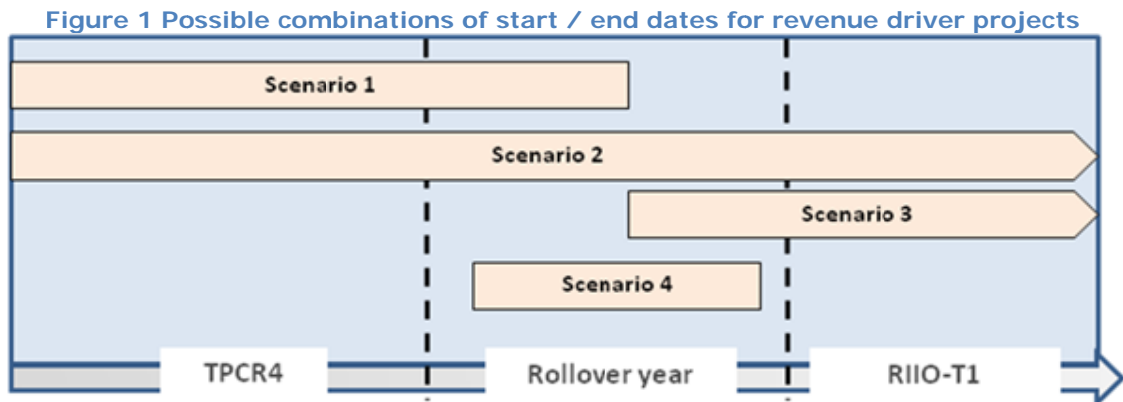 Figure 1 Possible combinations of start / end dates for revenue driver projects
Scenario 1
Scenario 2
Scenario 3
Scenario 4
TPCR4
Rollover year
RIIO-T1